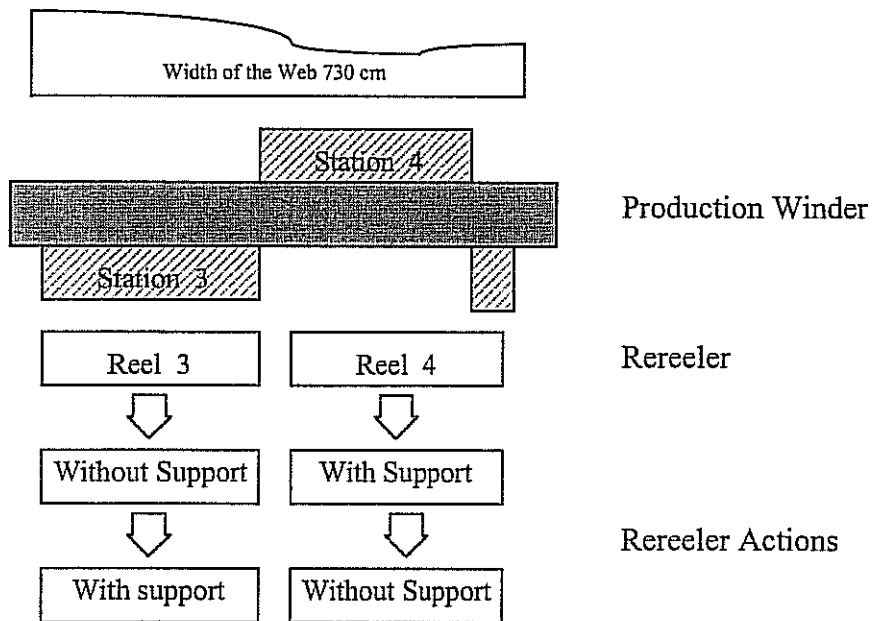 Width of the Web 730 cm
Station 4
Production Winder
Station 3
Reel 3
Reel 4
Rereeler
Without Support
With Support
Rereeler Actions
With support
Without Support